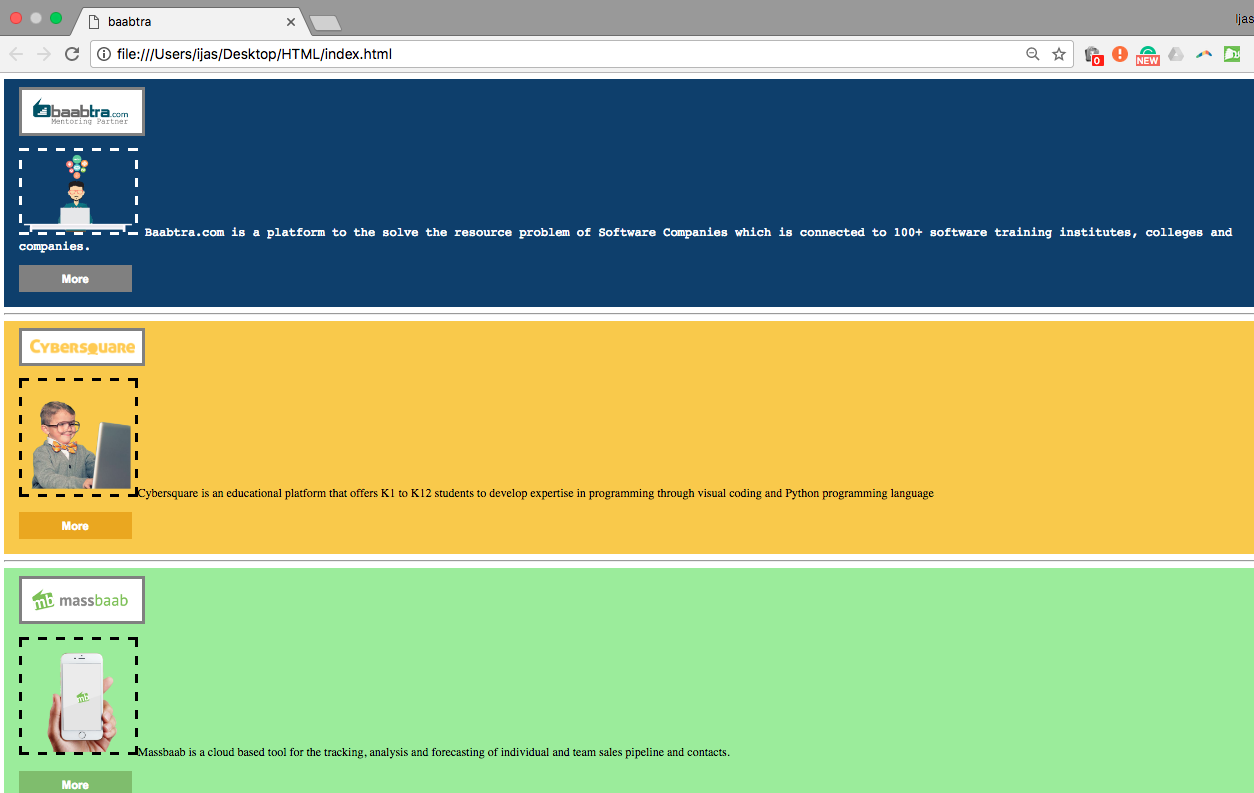 baabtra
Ijas
file:///Users/ijas/Desktop/HTML/index.html
0
NEW
baabtra.com
Mentoring Partner
Baabtra.com is a platform to the solve the resource problem of Software Companies which is connected to 100+ software training institutes, colleges and
companies.
More
Cybersquare
Cybersquare is an educational platform that offers K1 to K12 students to develop expertise in programming through visual coding and Python programming language
More
mb massbaab
mb
Massbaab is a cloud based tool for the tracking, analysis and forecasting of individual and team sales pipeline and contacts.
More